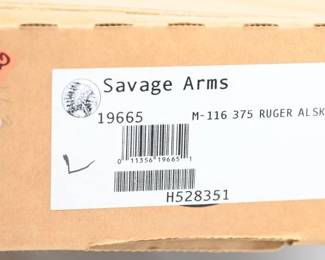 Savage Arms
19665 M-116 375 RUGER ALSK
0 11356 19665 1
H528351